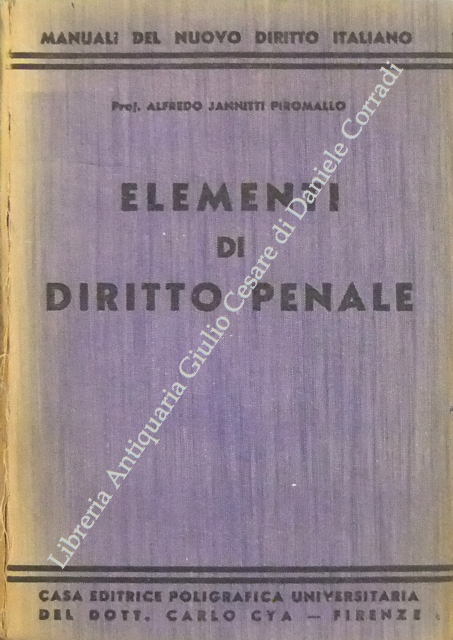 MANUALI DEL NUOVO DIRITTO ITALIANO
Prof. ALFREDO JANNITTI PIROMALLO
ELEMENTI
DI
DIRITTO PENALE
CASA EDITRICE POLIGRAFICA UNIVERSITARIA
DEL DOTT. CARLO CYA — FIRENZE
Libreria Antiquaria Giulio Cesare di Daniele Corradi